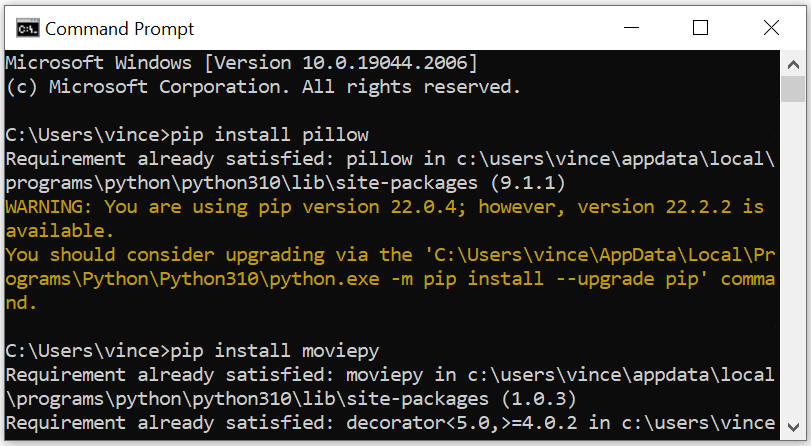 Command Prompt
Microsoft Windows [Version 10.0.19044.2006]
(c) Microsoft Corporation. All rights reserved.
C:\Users\vince>pip install pillow
Requirement already satisfied: pillow in c:\users\vince\appdata\local\
programs\python\python310\lib\site-packages (9.1.1)
WARNING: You are using pip version 22.0.4; however, version 22.2.2 is
available.
You should consider upgrading via the 'C:\Users\vince\AppData\Local\Pr
ograms\Python\Python310\python.exe -m pip install --upgrade pip' comma
nd.
C:\Users\vince>pip install moviepy
Requirement already satisfied: moviepy in c:\users\vince\appdata\local
\programs\python\python310\lib\site-packages (1.0.3)
Requirement already satisfied: decorator<5.0,>=4.0.2 in c:\users\vince